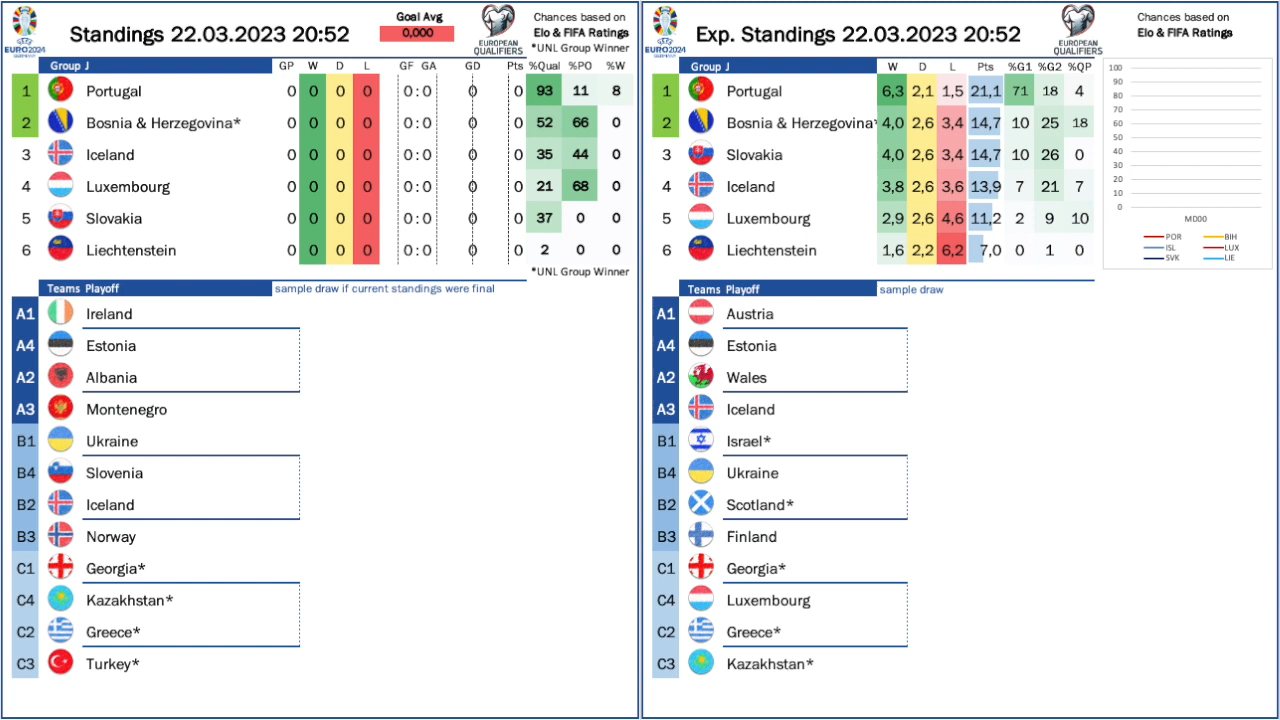 EURO2024
GERMANY
Standings 22.03.2023 20:52
Goal Avg
0,000
EUROPEAN
QUALIFIERS
Chances based on
Elo & FIFA Ratings
*UNL Group Winner
Group J GP W D L GF GA GD Pts %Qual %PO %W
1 Portugal 0 0 0 0 0 : 0 0 0 93 11 8
2 Bosnia & Herzegovina* 0 0 0 0 0 : 0 0 0 52 66 0
3 Iceland 0 0 0 0 0 : 0 0 0 35 44 0
4 Luxembourg 0 0 0 0 0 : 0 0 0 21 68 0
5 Slovakia 0 0 0 0 0 : 0 0 0 37 0 0
6 Liechtenstein 0 0 0 0 0 : 0 0 0 2 0 0
*UNL Group Winner
Teams Playoff sample draw if current standings were final
A1 Ireland
A4 Estonia
A2 Albania
A3 Montenegro
B1 Ukraine
B4 Slovenia
B2 Iceland
B3 Norway
C1 Georgia*
C4 Kazakhstan*
C2 Greece*
C3 Turkey*
EURO2024
GERMANY
Exp. Standings 22.03.2023 20:52
EUROPEAN
QUALIFIERS
Chances based on
Elo & FIFA Ratings
Group J W D L Pts %G1 %G2 %QP
1 Portugal 6,3 2,1 1,5 21,1 71 18 4
2 Bosnia & Herzegovina* 4,0 2,6 3,4 14,7 10 25 18
3 Slovakia 4,0 2,6 3,4 14,7 10 26 0
4 Iceland 3,8 2,6 3,6 13,9 7 21 7
5 Luxembourg 2,9 2,6 4,6 11,2 2 9 10
6 Liechtenstein 1,6 2,2 6,2 7,0 0 1 0
100
90
80
70
60
50
40
30
20
10
0
MD00
POR BIH
ISL LUX
SVK LIE
Teams Playoff sample draw
A1 Austria
A4 Estonia
A2 Wales
A3 Iceland
B1 Israel*
B4 Ukraine
B2 Scotland*
B3 Finland
C1 Georgia*
C4 Luxembourg
C2 Greece*
C3 Kazakhstan*